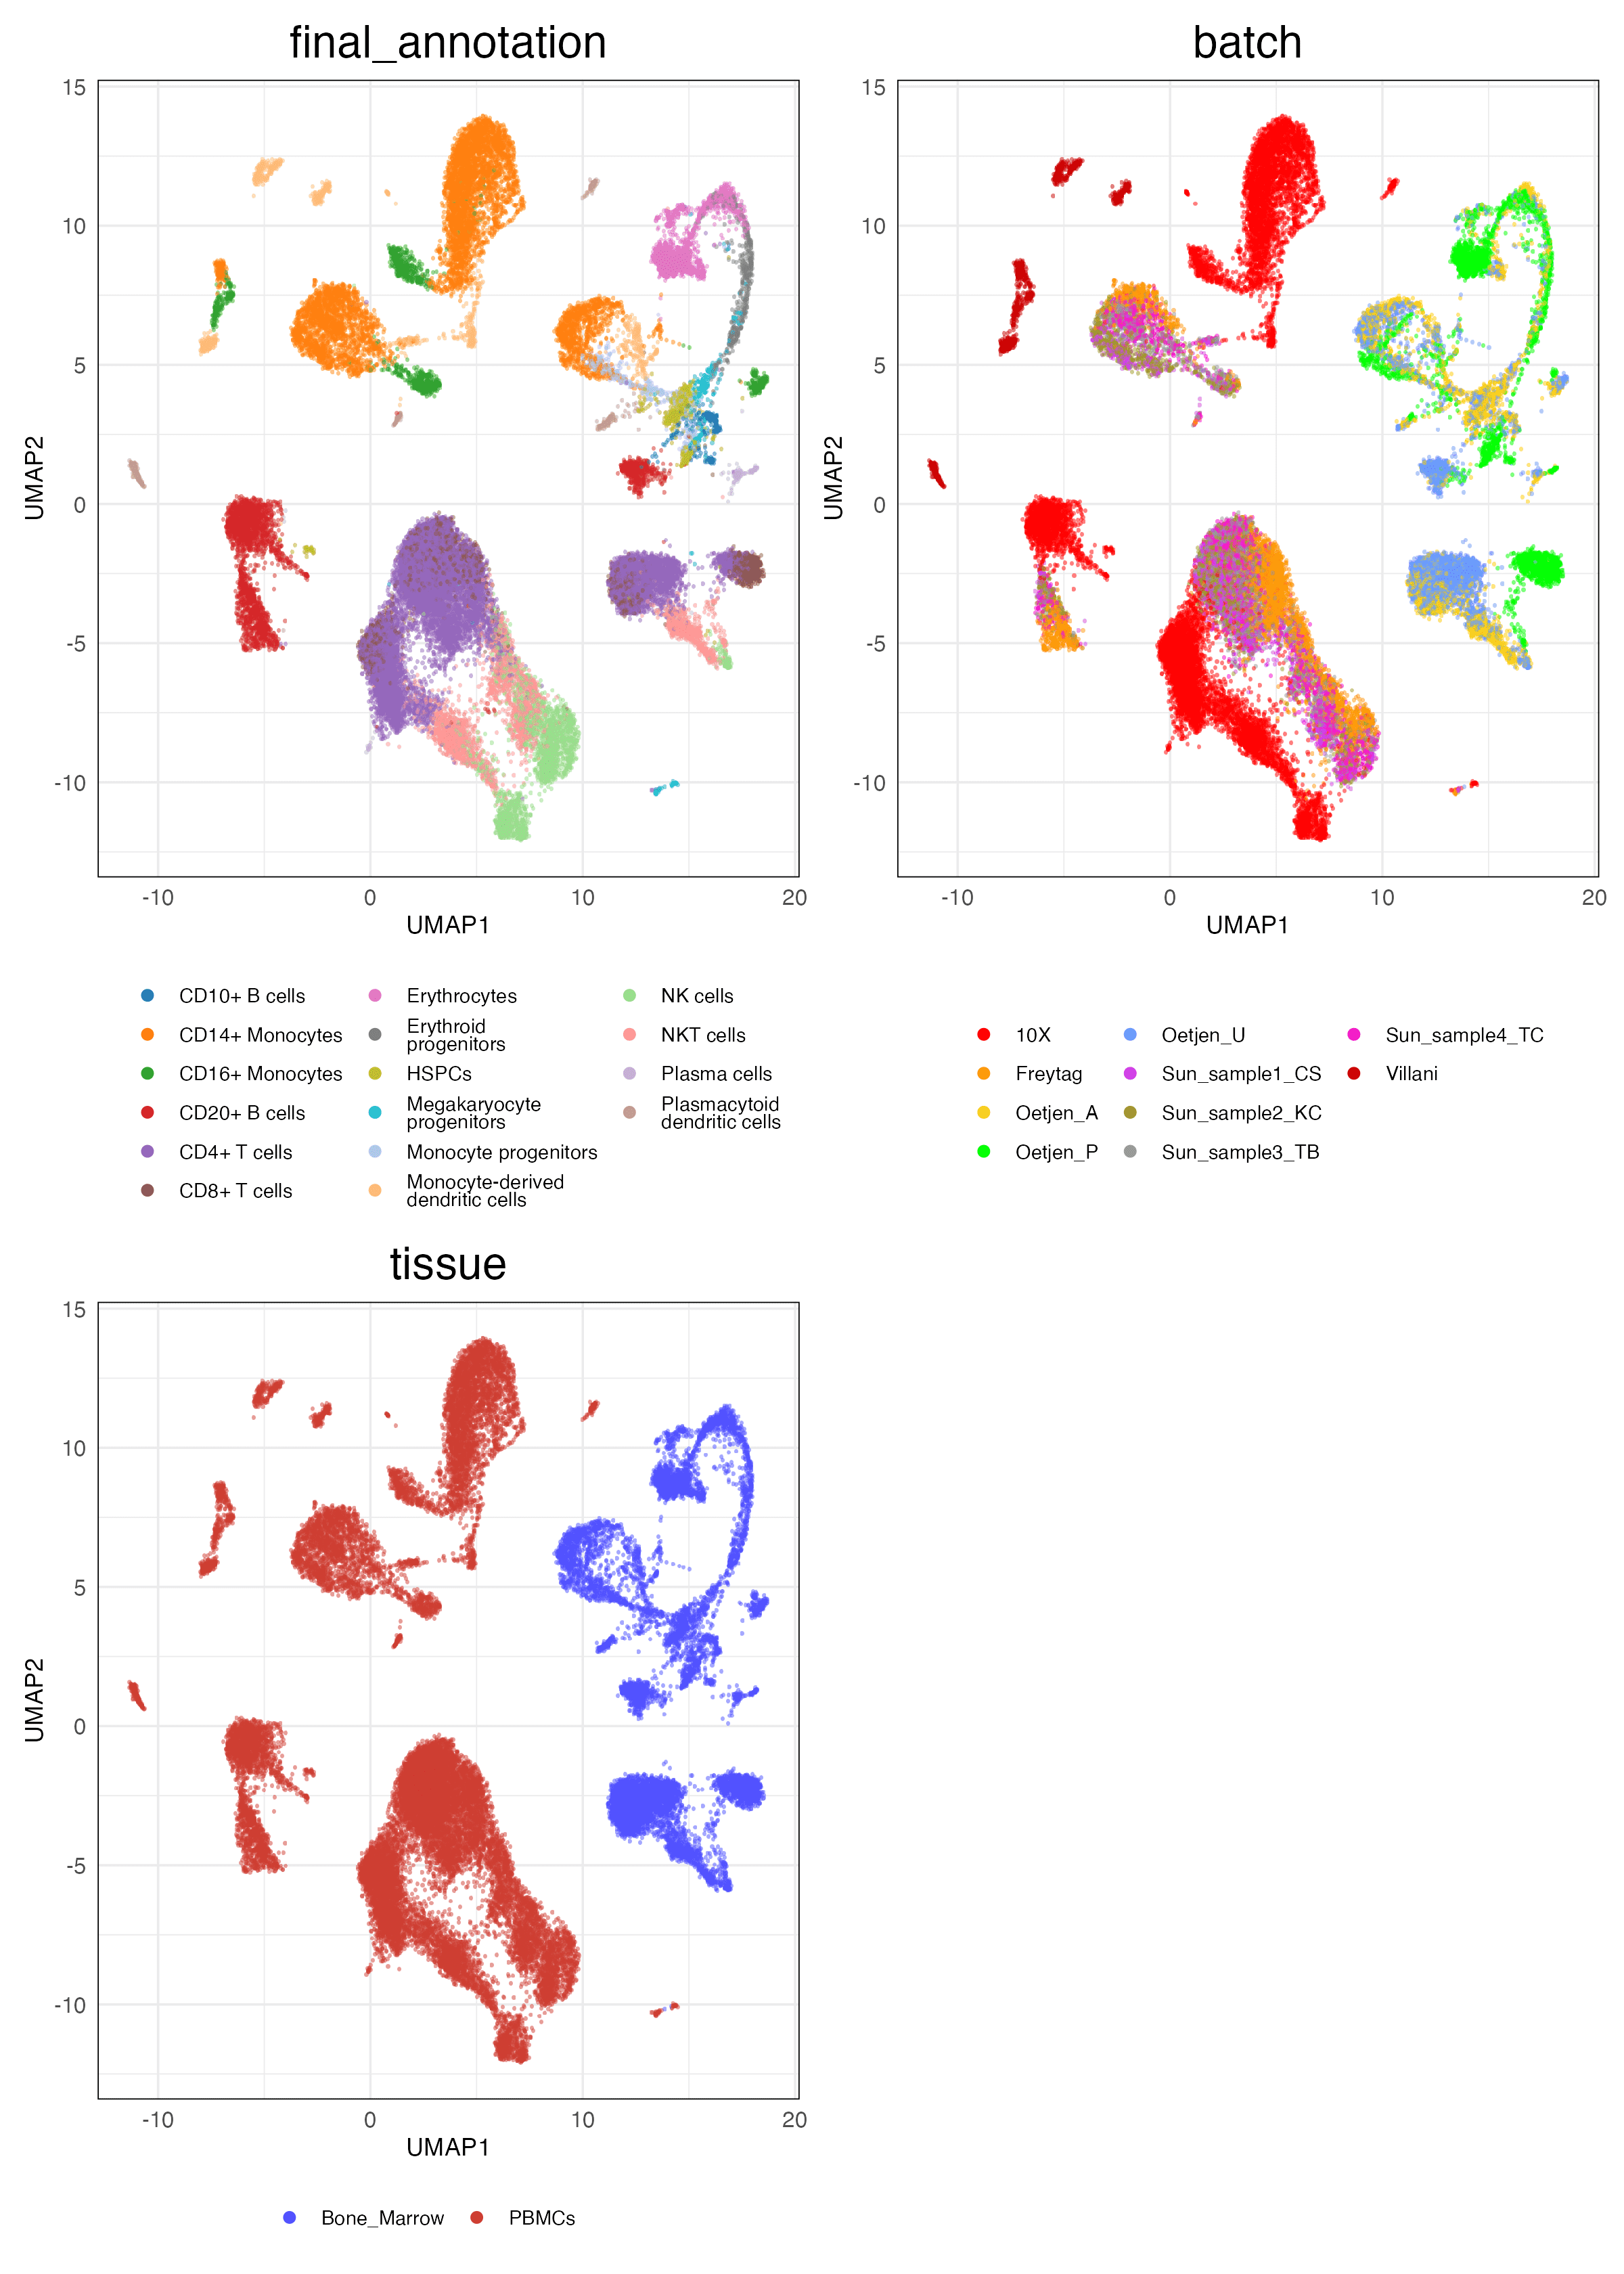 final_annotation
15
10
5
0
-5
-10
UMAP2
-10 0 10 20
UMAP1
CD10+ B cells
CD14+ Monocytes
CD16+ Monocytes
CD20+ B cells
CD4+ T cells
CD8+ T cells
Erythrocytes
Erythroid
progenitors
HSPCs
Megakaryocyte
progenitors
Monocyte progenitors
Monocyte-derived
dendritic cells
NK cells
NKT cells
Plasma cells
Plasmacytoid
dendritic cells
batch
15
10
5
0
-5
-10
UMAP2
-10 0 10 20
UMAP1
10X
Freytag
Oetjen_A
Oetjen_P
Oetjen_U
Sun_sample1_CS
Sun_sample2_KC
Sun_sample3_TB
Sun_sample4_TC
Villani
tissue
15
10
5
0
-5
-10
UMAP2
-10 0 10 20
UMAP1
Bone_Marrow
PBMCs